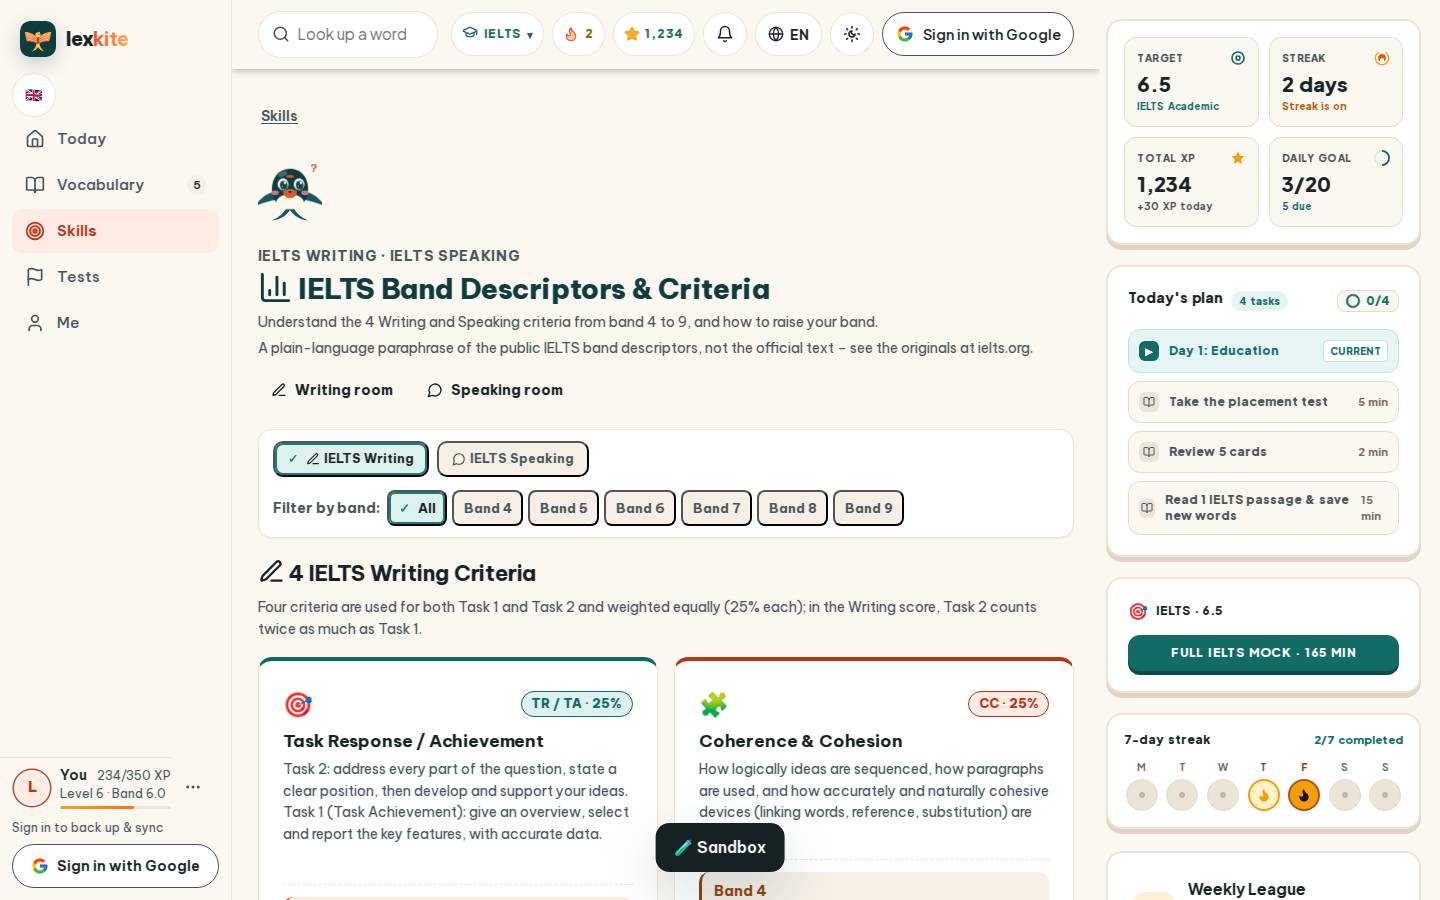 lexkite
Today
Vocabulary 5
Skills
Tests
Me
L
You 234/350 XP
Level 6 · Band 6.0
Sign in to back up & sync
Sign in with Google
Look up a word
IELTS ▾
2
1,234
EN
Sign in with Google
Skills
?
IELTS WRITING · IELTS SPEAKING
IELTS Band Descriptors & Criteria
Understand the 4 Writing and Speaking criteria from band 4 to 9, and how to raise your band.
A plain-language paraphrase of the public IELTS band descriptors, not the official text – see the originals at ielts.org.
Writing room
Speaking room
✓ IELTS Writing
IELTS Speaking
Filter by band: ✓ All Band 4 Band 5 Band 6 Band 7 Band 8 Band 9
4 IELTS Writing Criteria
Four criteria are used for both Task 1 and Task 2 and weighted equally (25% each); in the Writing score, Task 2 counts
twice as much as Task 1.
TR / TA · 25%
Task Response / Achievement
Task 2: address every part of the question, state a
clear position, then develop and support your ideas.
Task 1 (Task Achievement): give an overview, select
and report the key features, with accurate data.
CC · 25%
Coherence & Cohesion
How logically ideas are sequenced, how paragraphs
are used, and how accurately and naturally cohesive
devices (linking words, reference, substitution) are
Band 4
Sandbox
TARGET
6.5
IELTS Academic
STREAK
2 days
Streak is on
TOTAL XP
1,234
+30 XP today
DAILY GOAL
3/20
5 due
Today's plan 4 tasks 0/4
Day 1: Education CURRENT
Take the placement test 5 min
Review 5 cards 2 min
Read 1 IELTS passage & save new words 15 min
IELTS · 6.5
FULL IELTS MOCK · 165 MIN
7-day streak 2/7 completed
M T W T F S S
Weekly League